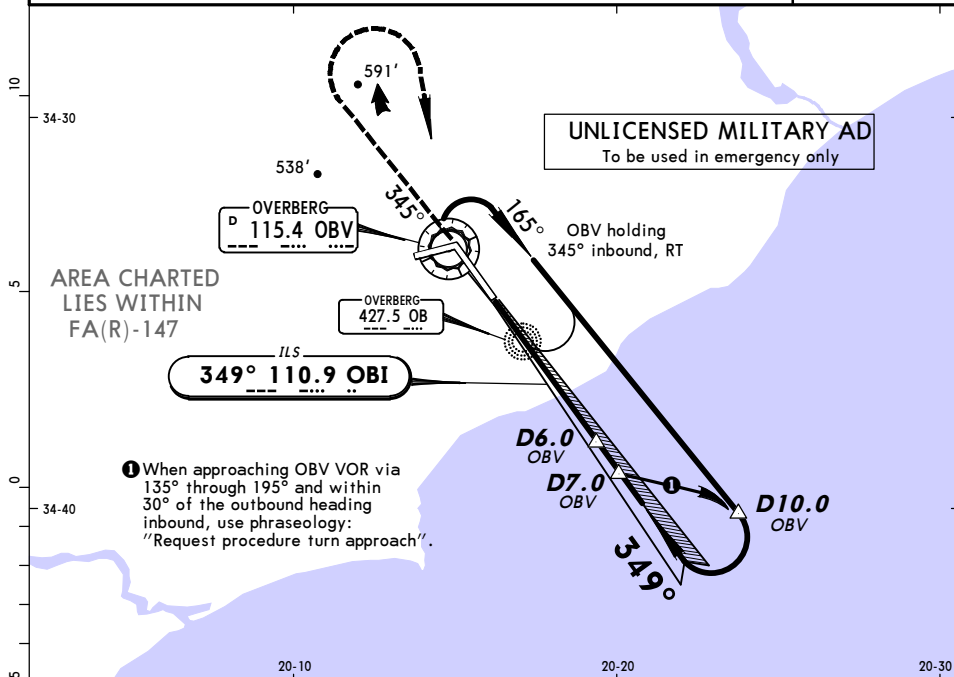 10
34-30
591'
UNLICENSED MILITARY AD
To be used in emergency only
538'
345°
165°
OVERBERG
D 115.4 OBV
OBV holding
345° inbound, RT
AREA CHARTED
LIES WITHIN
FA(R)-147
5
OVERBERG
427.5 OB
ILS
349° 110.9 OBI
D6.0
OBV
D7.0
OBV
1
D10.0
OBV
0
34-40
1 When approaching OBV VOR via
135° through 195° and within
30° of the outbound heading
inbound, use phraseology:
"Request procedure turn approach".
349°
5
20-10
20-20
20-30